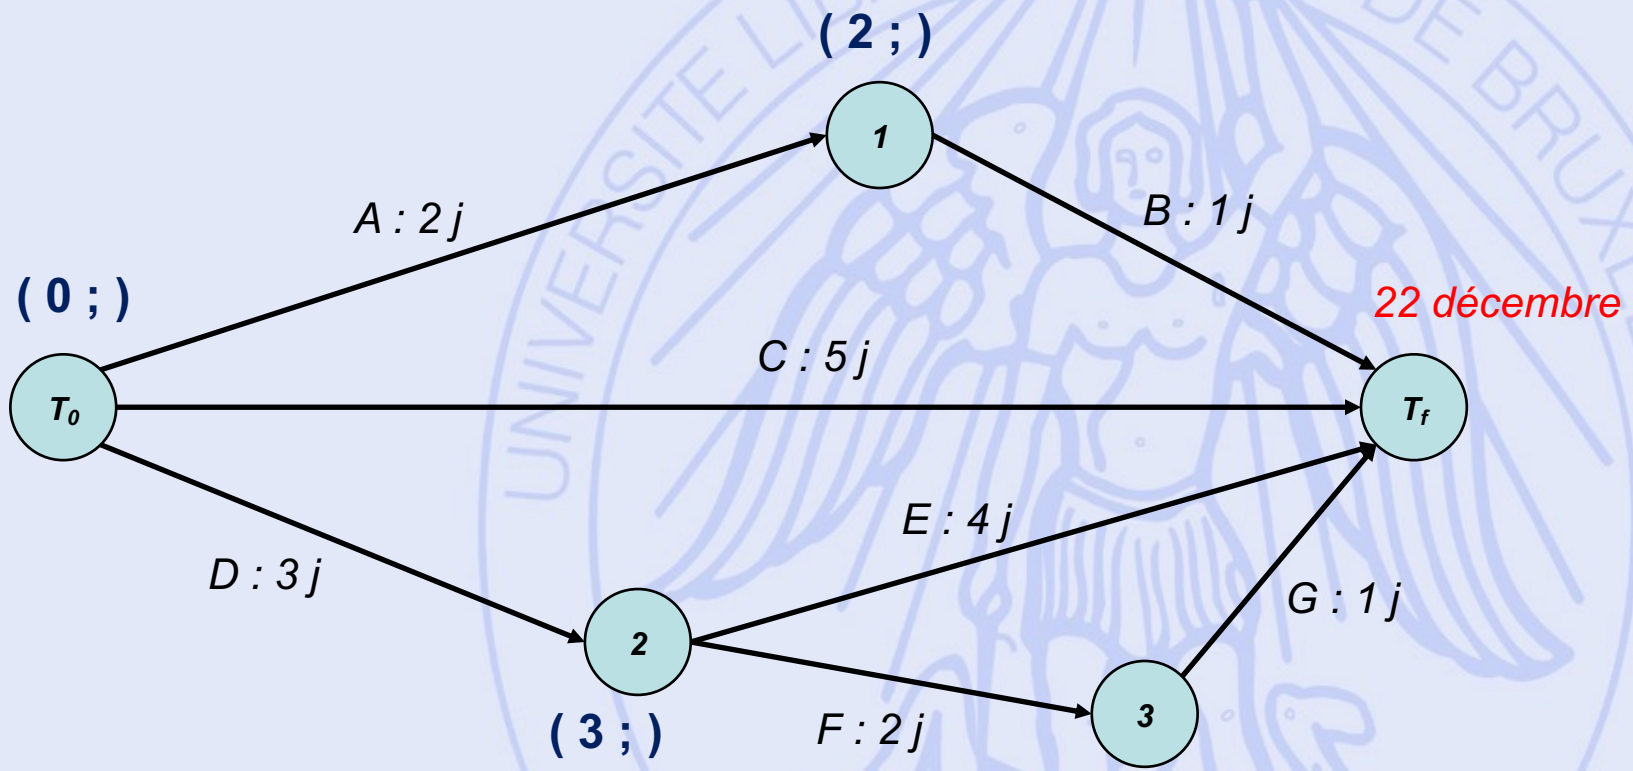 ( 2 ; )
1
A : 2 j
B : 1 j
( 0 ; )
22 décembre
C : 5 j
T0
Tf
E : 4 j
D : 3 j
G : 1 j
2
3
( 3 ; )
F : 2 j
UNIVERSITE LI
DE BRUXE